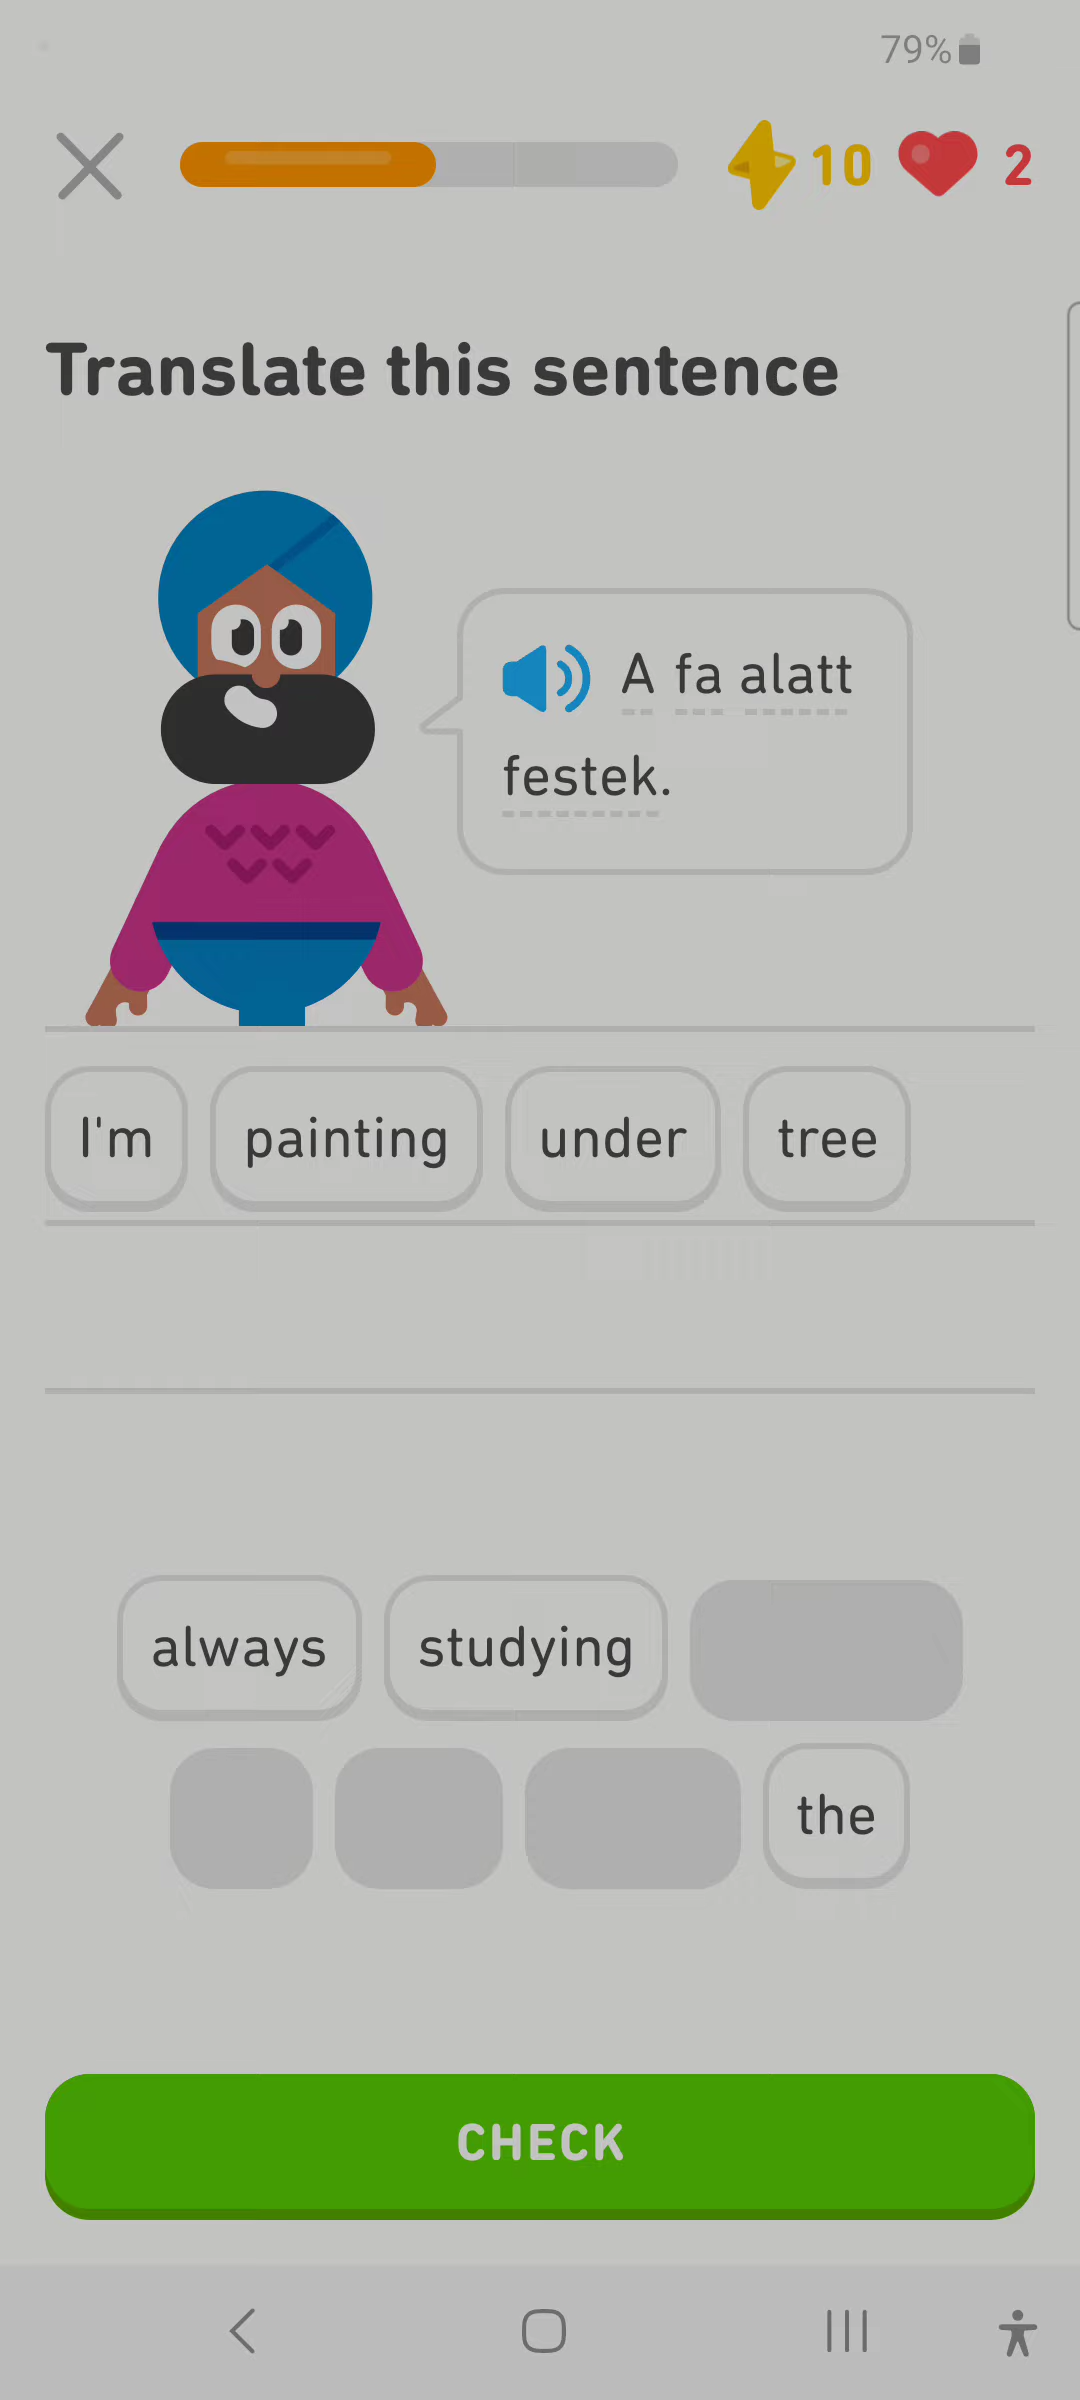 79%
10 2
Translate this sentence
A fa alatt
festek.
I'm painting under tree
always studying
the
CHECK